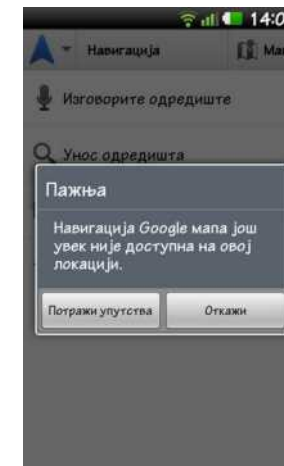 14:0
Навигација
Изговорите одредиште
Унос одредишта
Пажња
Навигација Google мапа још
увек није доступна на овој
локацији.
Потражи упутства Откажи